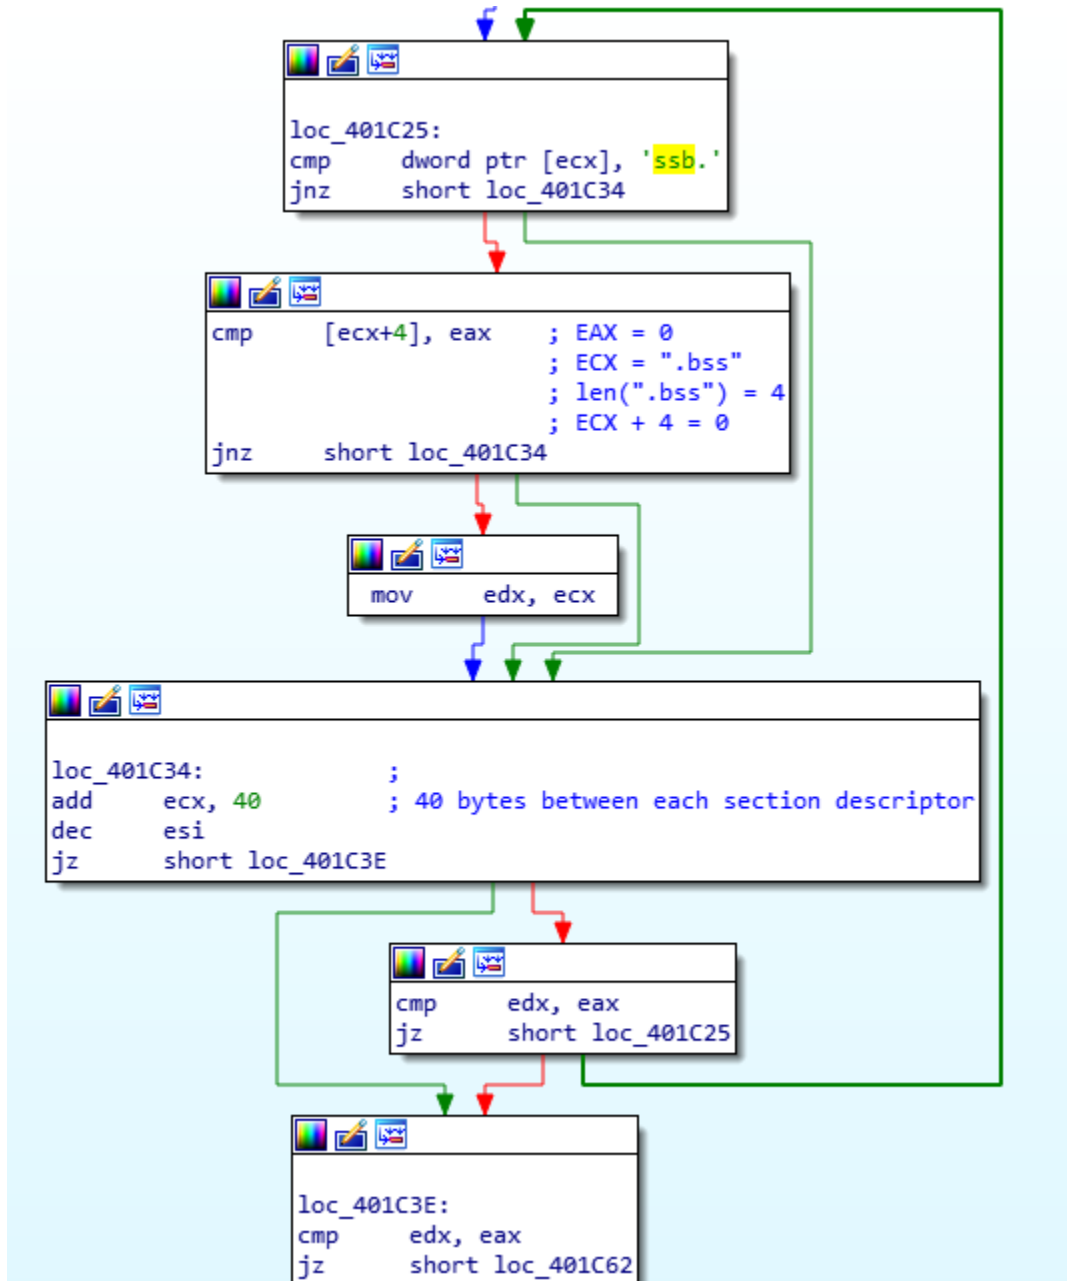 loc_401C25:
cmp dword ptr [ecx], 'ssb.'
jnz short loc_401C34
cmp [ecx+4], eax ; EAX = 0
; ECX = ".bss"
; len(".bss") = 4
; ECX + 4 = 0
jnz short loc_401C34
mov edx, ecx
loc_401C34: ;
add ecx, 40 ; 40 bytes between each section descriptor
dec esi
jz short loc_401C3E
cmp edx, eax
jz short loc_401C25
loc_401C3E:
cmp edx, eax
jz short loc_401C62